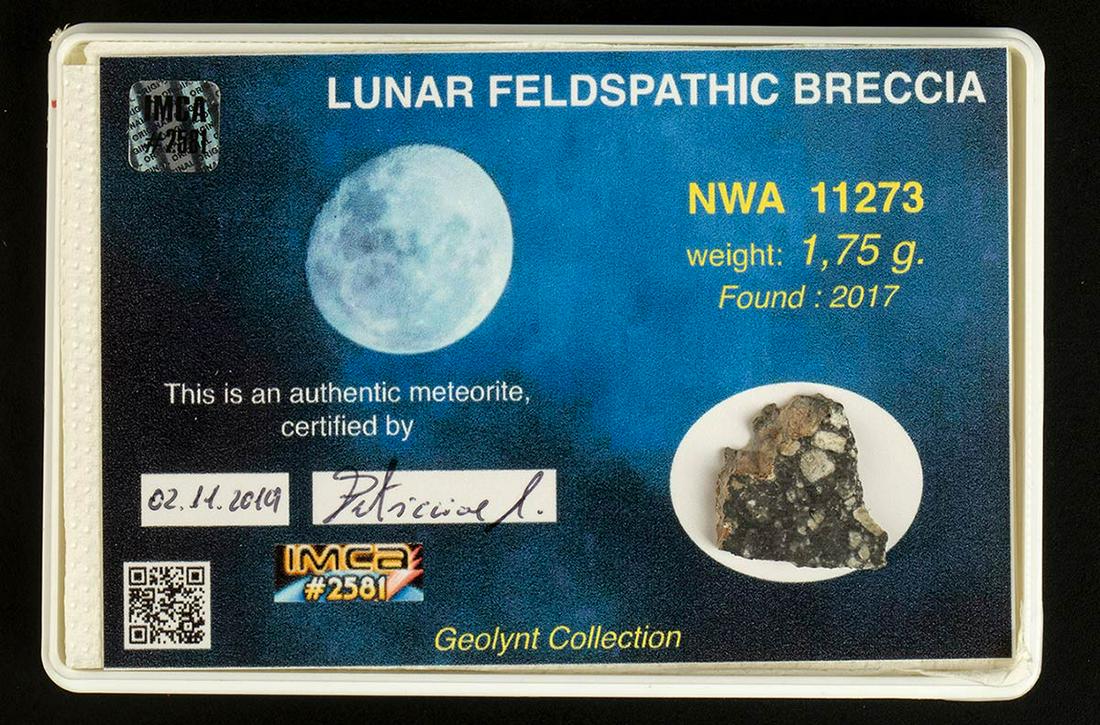 LUNAR FELDSPATHIC BRECCIA
IMCA
#2581
NWA 11273
weight: 1,75 g.
Found : 2017
This is an authentic meteorite,
certified by
02.11.2019
IMCA
#2581
Geolynt Collection